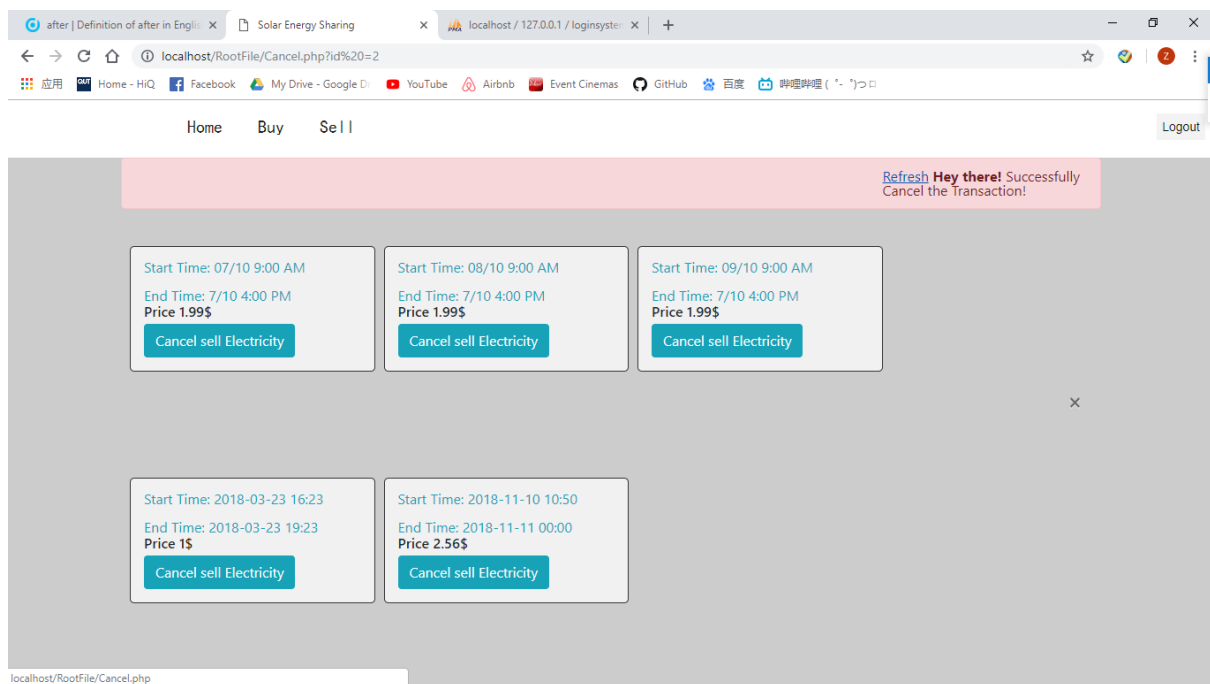 after | Definition of after in Englis
Solar Energy Sharing
localhost / 127.0.0.1 / loginsystem
localhost/RootFile/Cancel.php?id%20=2
Z
应用
QUT
Home - HiQ
Facebook
My Drive - Google Dr
YouTube
Airbnb
Event Cinemas
GitHub
百度
哔哩哔哩 ( ゜- ゜)つロ
Home Buy Sell
Logout
Refresh Hey there! Successfully
Cancel the Transaction!
Start Time: 07/10 9:00 AM
End Time: 7/10 4:00 PM
Price 1.99$
Cancel sell Electricity
Start Time: 08/10 9:00 AM
End Time: 7/10 4:00 PM
Price 1.99$
Cancel sell Electricity
Start Time: 09/10 9:00 AM
End Time: 7/10 4:00 PM
Price 1.99$
Cancel sell Electricity
×
Start Time: 2018-03-23 16:23
End Time: 2018-03-23 19:23
Price 1$
Cancel sell Electricity
Start Time: 2018-11-10 10:50
End Time: 2018-11-11 00:00
Price 2.56$
Cancel sell Electricity
localhost/RootFile/Cancel.php